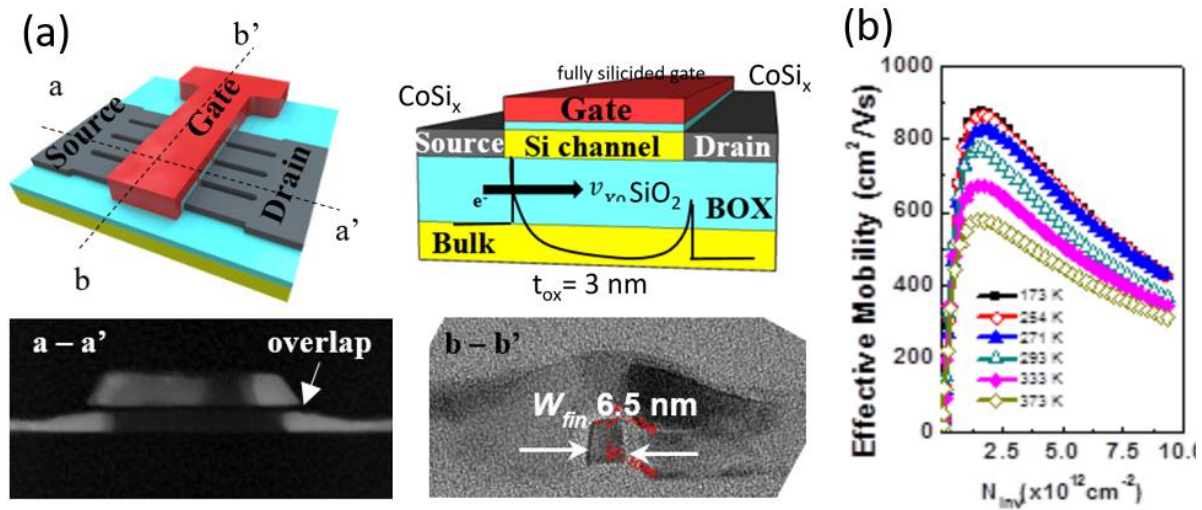 (a)
b’
a
Source
Gate
Drain
a’
b
fully silicided gate
CoSiₓ
CoSiₓ
Gate
Source
Si channel
Drain
e-
SiO₂
BOX
Bulk
tₒₓ= 3 nm
a – a’
overlap
b – b’
W_fin 6.5 nm
(b)
Effective Mobility (cm²/Vs)
1000
800
600
400
200
0
173 K
254 K
271 K
293 K
333 K
373 K
2.5 5.0 7.5 10.0
N_inv (x10¹²cm⁻²)